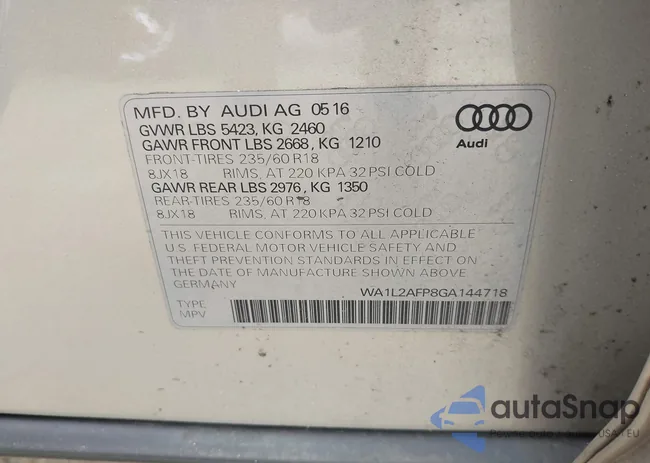 MFD. BY AUDI AG 05 16
GVWR LBS 5423, KG 2460
GAWR FRONT LBS 2668, KG 1210
FRONT-TIRES 235/60 R18
8JX18 RIMS, AT 220 KPA 32 PSI COLD
GAWR REAR LBS 2976, KG 1350
REAR-TIRES 235/60 R18
8JX18 RIMS, AT 220 KPA 32 PSI COLD
Audi
THIS VEHICLE CONFORMS TO ALL APPLICABLE
U.S. FEDERAL MOTOR VEHICLE SAFETY AND
THEFT PREVENTION STANDARDS IN EFFECT ON
THE DATE OF MANUFACTURE SHOWN ABOVE
GERMANY
WA1L2AFP8GA144718
TYPE
MPV
autaSnap
USA / EU